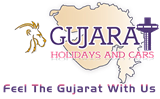 GUJARAT
HOLIDAYS AND CARS
Feel The Gujarat With Us